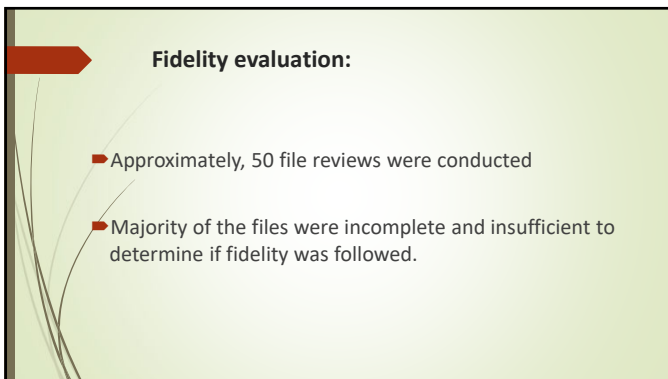 Fidelity evaluation:
Approximately, 50 file reviews were conducted
Majority of the files were incomplete and insufficient to
determine if fidelity was followed.